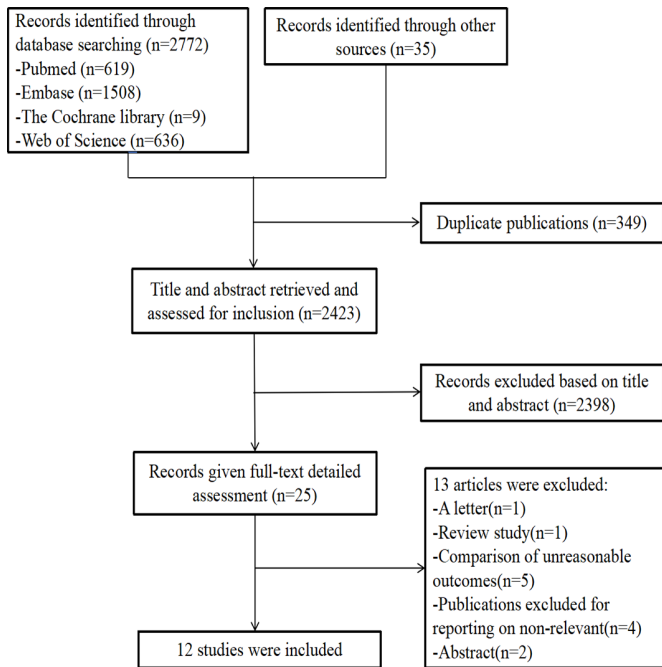 Records identified through
database searching (n=2772)
-Pubmed (n=619)
-Embase (n=1508)
-The Cochrane library (n=9)
-Web of Science (n=636)
Records identified through other
sources (n=35)
Duplicate publications (n=349)
Title and abstract retrieved and
assessed for inclusion (n=2423)
Records excluded based on title
and abstract (n=2398)
Records given full-text detailed
assessment (n=25)
13 articles were excluded:
-A letter(n=1)
-Review study(n=1)
-Comparison of unreasonable
outcomes(n=5)
-Publications excluded for
reporting on non-relevant(n=4)
-Abstract(n=2)
12 studies were included